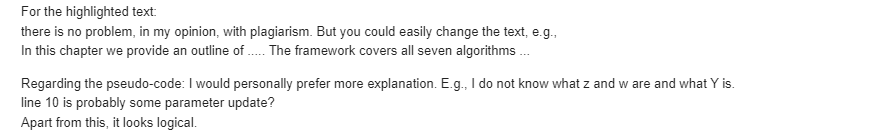 For the highlighted text:
there is no problem, in my opinion, with plagiarism. But you could easily change the text, e.g.,
In this chapter we provide an outline of ..... The framework covers all seven algorithms ...
Regarding the pseudo-code: I would personally prefer more explanation. E.g., I do not know what z and w are and what Y is.
line 10 is probably some parameter update?
Apart from this, it looks logical.